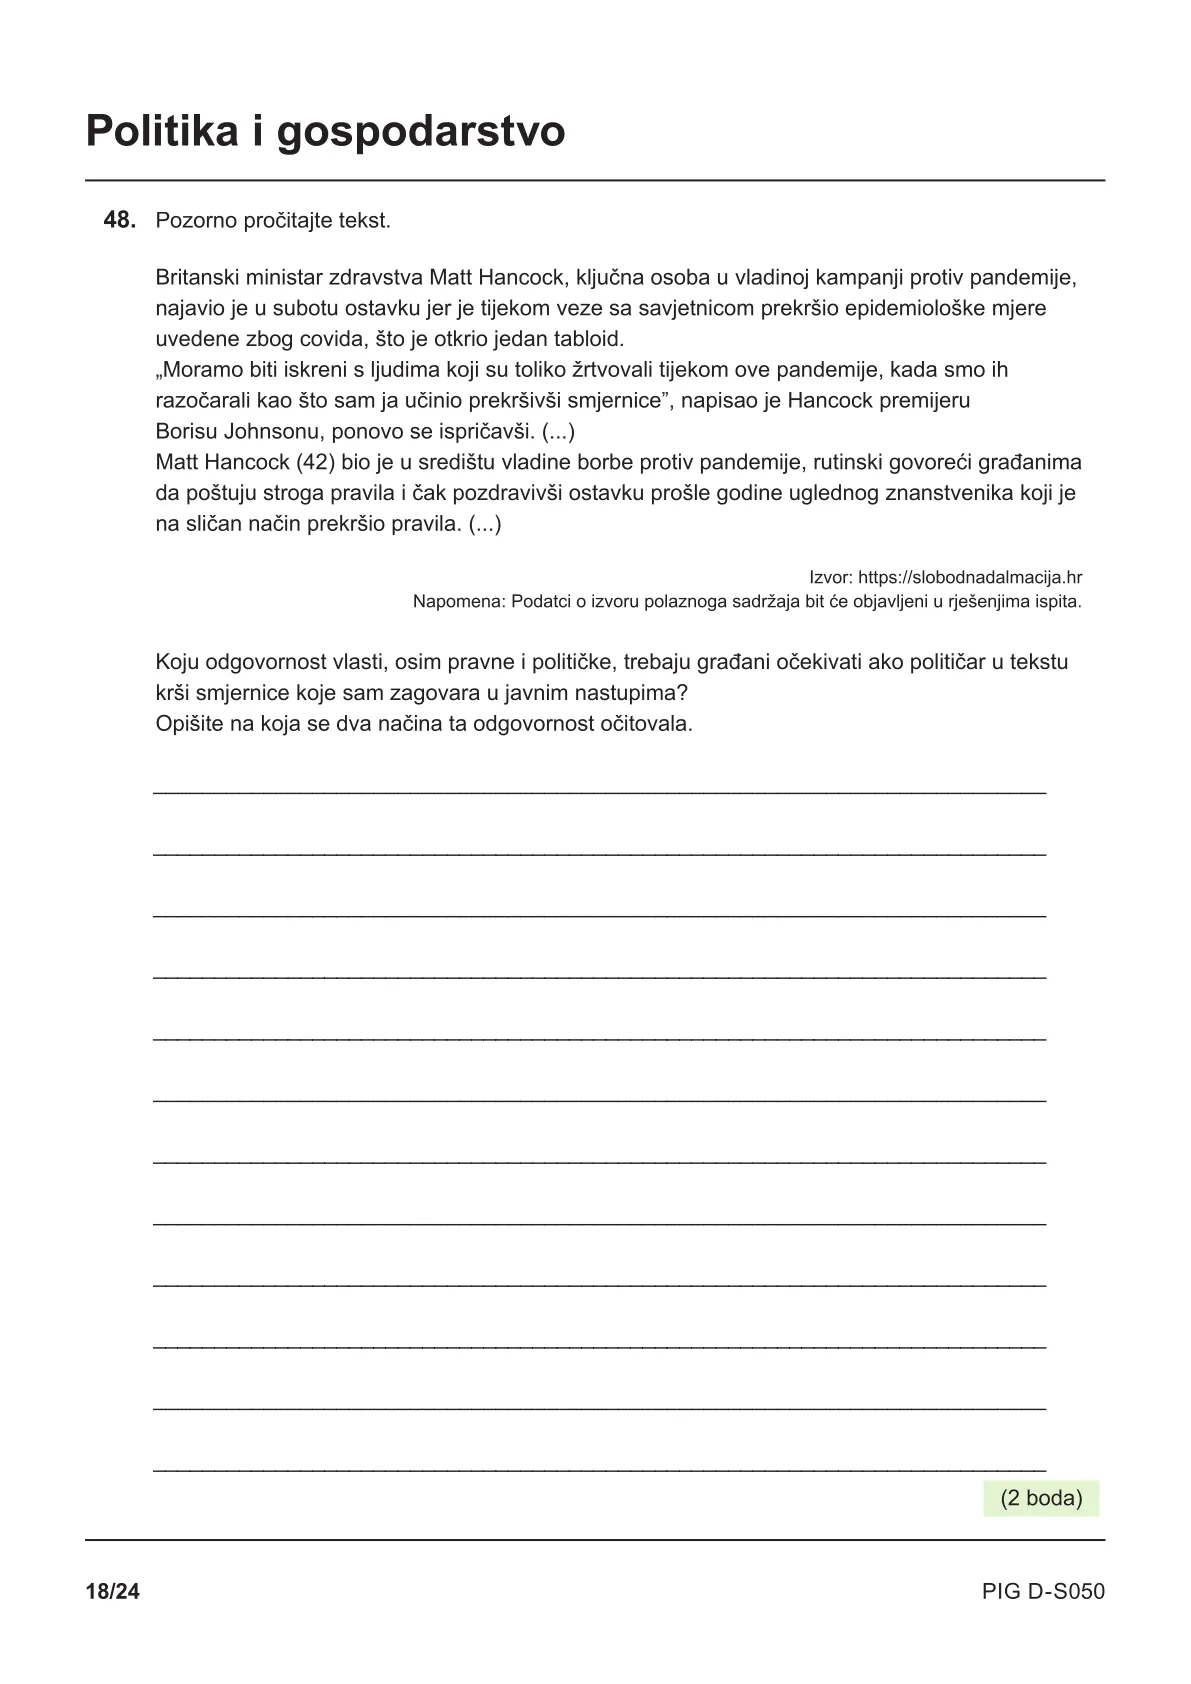 Politika i gospodarstvo
48. Pozorno pročitajte tekst.
Britanski ministar zdravstva Matt Hancock, ključna osoba u vladinoj kampanji protiv pandemije,
najavio je u subotu ostavku jer je tijekom veze sa savjetnicom prekršio epidemiološke mjere
uvedene zbog covida, što je otkrio jedan tabloid.
„Moramo biti iskreni s ljudima koji su toliko žrtvovali tijekom ove pandemije, kada smo ih
razočarali kao što sam ja učinio prekršivši smjernice”, napisao je Hancock premijeru
Borisu Johnsonu, ponovo se ispričavši. (...)
Matt Hancock (42) bio je u središtu vladine borbe protiv pandemije, rutinski govoreći građanima
da poštuju stroga pravila i čak pozdravivši ostavku prošle godine uglednog znanstvenika koji je
na sličan način prekršio pravila. (...)
Izvor: https://slobodnadalmacija.hr
Napomena: Podatci o izvoru polaznoga sadržaja bit će objavljeni u rješenjima ispita.
Koju odgovornost vlasti, osim pravne i političke, trebaju građani očekivati ako političar u tekstu
krši smjernice koje sam zagovara u javnim nastupima?
Opišite na koja se dva načina ta odgovornost očitovala.
(2 boda)
18/24
PIG D-S050